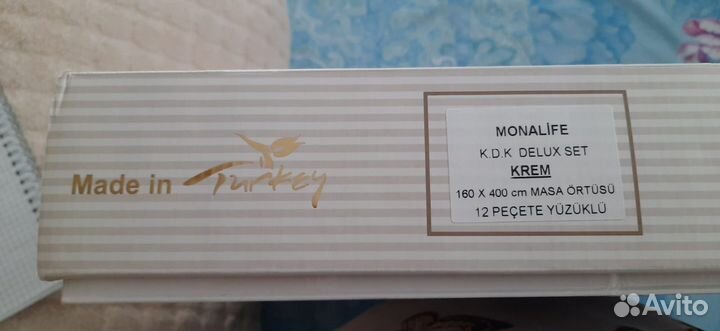 Made in Turkey
MONALİFE
K.D.K DELUX SET
KREM
160 X 400 cm MASA ÖRTÜSÜ
12 PEÇETE YÜZÜKLÜ
Avito